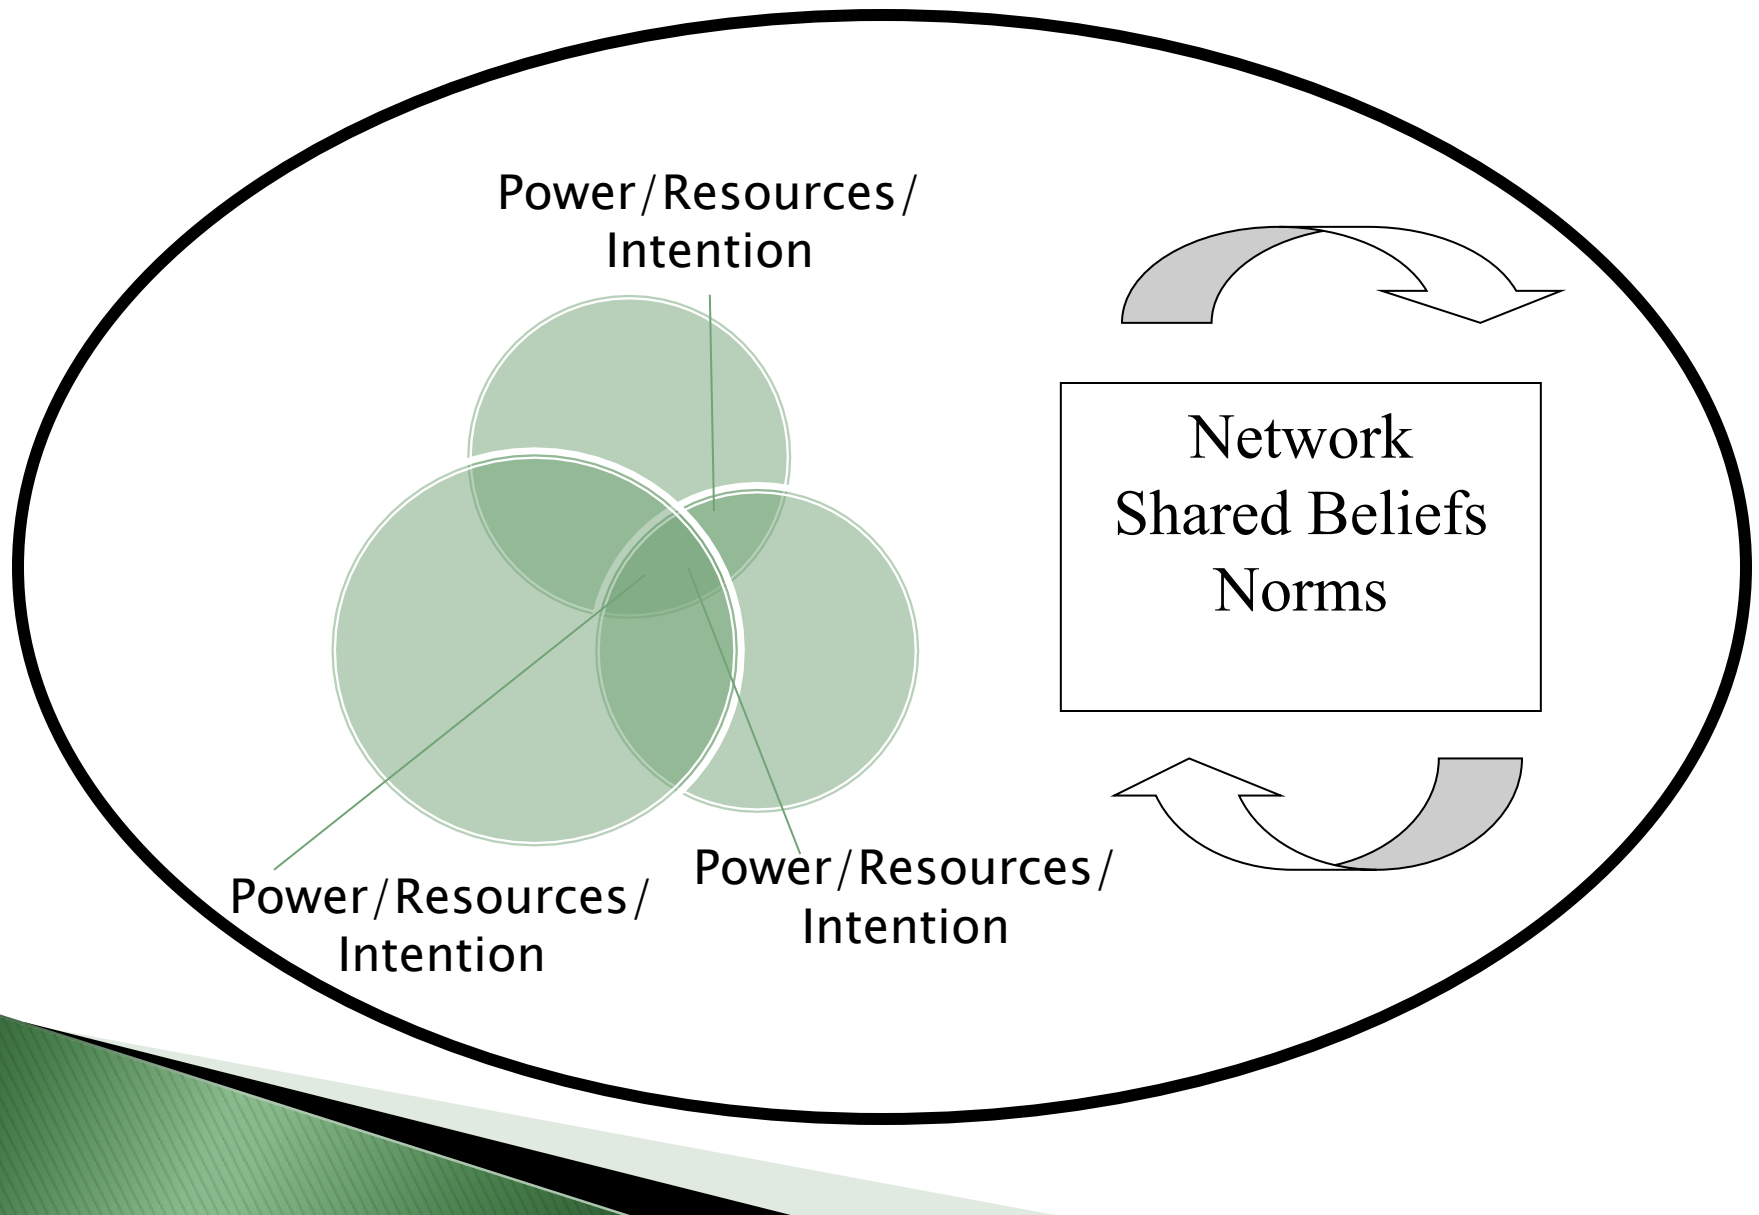 Power/Resources/
Intention
Network
Shared Beliefs
Norms
Power/Resources/
Intention
Power/Resources/
Intention